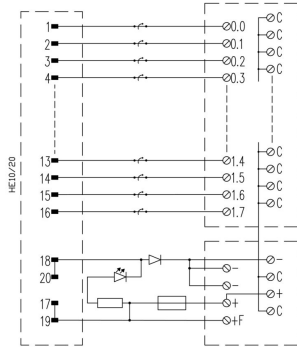 1 0.0 C
2 0.1 C
3 0.2 C
4 0.3 C
13 1.4 C
14 1.5 C
15 1.6 C
16 1.7 C
HE10/20
18 -
20 - C
- +
17 + C
19 +F